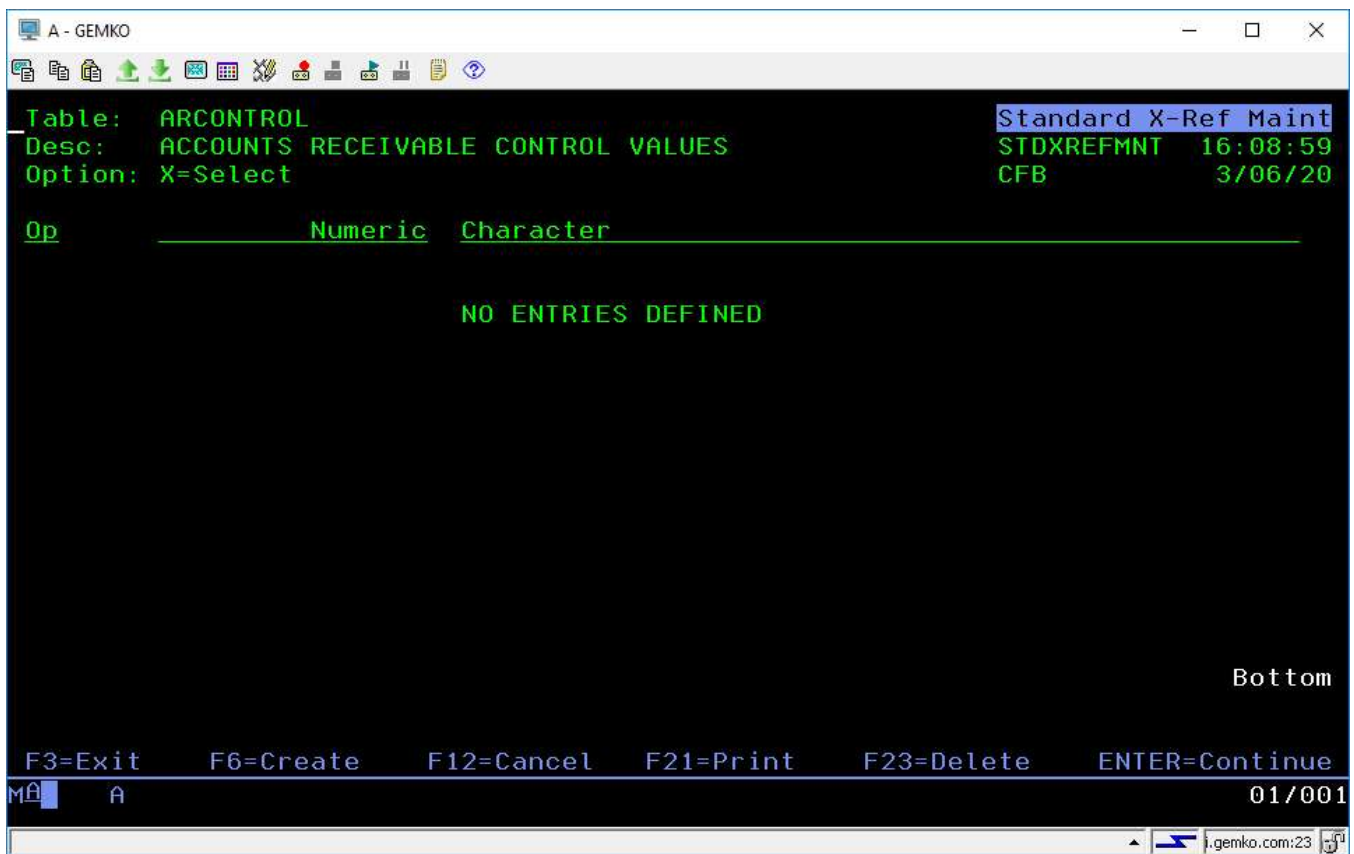 A - GEMKO
Table: ARCONTROL Standard X-Ref Maint
Desc: ACCOUNTS RECEIVABLE CONTROL VALUES STDXREFMNT 16:08:59
Option: X=Select CFB 3/06/20
Op Numeric Character
NO ENTRIES DEFINED
Bottom
F3=Exit F6=Create F12=Cancel F21=Print F23=Delete ENTER=Continue
MA A 01/001
i.gemko.com:23